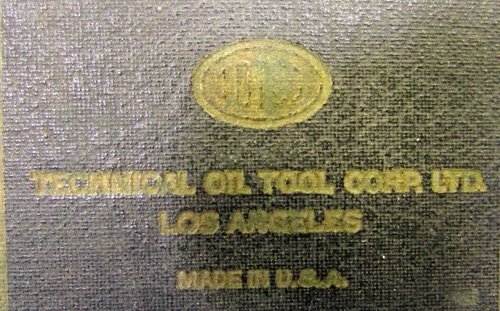 TECHNICAL OIL TOOL CORP. LTD.
LOS ANGELES
MADE IN U.S.A.